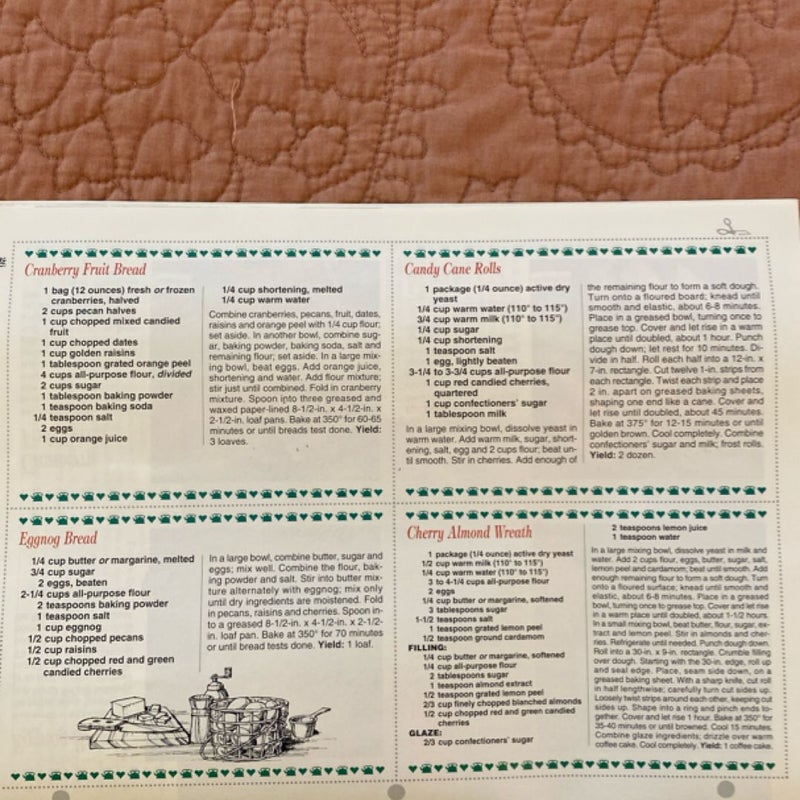 Cranberry Fruit Bread
1 bag (12 ounces) fresh or frozen
cranberries, halved
2 cups pecan halves
1 cup chopped mixed candied
fruit
1 cup chopped dates
1 cup golden raisins
1 tablespoon grated orange peel
4 cups all-purpose flour, divided
2 cups sugar
1 tablespoon baking powder
1 teaspoon baking soda
1/4 teaspoon salt
2 eggs
1 cup orange juice
1/4 cup shortening, melted
1/4 cup warm water
Combine cranberries, pecans, fruit, dates,
raisins and orange peel with 1/4 cup flour;
set aside. In another bowl, combine sug-
ar, baking powder, baking soda, salt and
remaining flour; set aside. In a large mix-
ing bowl, beat eggs. Add orange juice,
shortening and water. Add flour mixture;
stir just until combined. Fold in cranberry
mixture. Spoon into three greased and
waxed paper-lined 8-1/2-in. x 4-1/2-in. x
2-1/2-in. loaf pans. Bake at 350° for 60-65
minutes or until breads test done. Yield:
3 loaves.
Candy Cane Rolls
1 package (1/4 ounce) active dry
yeast
1/4 cup warm water (110° to 115°)
3/4 cup warm milk (110° to 115°)
1/4 cup sugar
1/4 cup shortening
1 teaspoon salt
1 egg, lightly beaten
3-1/4 to 3-3/4 cups all-purpose flour
1 cup red candied cherries,
quartered
1 cup confectioners' sugar
1 tablespoon milk
In a large mixing bowl, dissolve yeast in
warm water. Add warm milk, sugar, short-
ening, salt, egg and 2 cups flour; beat un-
til smooth. Stir in cherries. Add enough of
the remaining flour to form a soft dough.
Turn onto a floured board; knead until
smooth and elastic, about 6-8 minutes.
Place in a greased bowl, turning once to
grease top. Cover and let rise in a warm
place until doubled, about 1 hour. Punch
dough down; let rest for 10 minutes. Di-
vide in half. Roll each half into a 12-in. x
7-in. rectangle. Cut twelve 1-in. strips from
each rectangle. Twist each strip and place
2 in. apart on greased baking sheets,
shaping one end like a cane. Cover and
let rise until doubled, about 45 minutes.
Bake at 375° for 12-15 minutes or until
golden brown. Cool completely. Combine
confectioners' sugar and milk; frost rolls.
Yield: 2 dozen.
Eggnog Bread
1/4 cup butter or margarine, melted
3/4 cup sugar
2 eggs, beaten
2-1/4 cups all-purpose flour
2 teaspoons baking powder
1 teaspoon salt
1 cup eggnog
1/2 cup chopped pecans
1/2 cup raisins
1/2 cup chopped red and green
candied cherries
In a large bowl, combine butter, sugar and
eggs; mix well. Combine the flour, bak-
ing powder and salt. Stir into butter mix-
ture alternately with eggnog; mix only
until dry ingredients are moistened. Fold
in pecans, raisins and cherries. Spoon in-
to a greased 8-1/2-in. x 4-1/2-in. x 2-1/2-
in. loaf pan. Bake at 350° for 70 minutes
or until bread tests done. Yield: 1 loaf.
Cherry Almond Wreath
1 package (1/4 ounce) active dry yeast
1/2 cup warm milk (110° to 115°)
1/4 cup warm water (110° to 115°)
3 to 4-1/4 cups all-purpose flour
2 eggs
1/4 cup butter or margarine, softened
3 tablespoons sugar
1-1/2 teaspoons salt
1 teaspoon grated lemon peel
1/2 teaspoon ground cardamom
FILLING:
1/4 cup butter or margarine, softened
1/4 cup all-purpose flour
2 tablespoons sugar
1 teaspoon almond extract
1/2 teaspoon grated lemon peel
2/3 cup finely chopped blanched almonds
1/2 cup chopped red and green candied
cherries
GLAZE:
2/3 cup confectioners' sugar
2 teaspoons lemon juice
1 teaspoon water
In a large mixing bowl, dissolve yeast in milk and
water. Add 2 cups flour, eggs, butter, sugar, salt,
lemon peel and cardamom; beat until smooth. Add
enough remaining flour to form a soft dough. Turn
onto a floured surface; knead until smooth and
elastic, about 6-8 minutes. Place in a greased
bowl, turning once to grease top. Cover and let rise
in a warm place until doubled, about 1-1/2 hours.
In a small mixing bowl, beat butter, flour, sugar, ex-
tract and lemon peel. Stir in almonds and cher-
ries. Refrigerate until needed. Punch dough down.
Roll into a 30-in. x 9-in. rectangle. Crumble filling
over dough. Starting with the 30-in. edge, roll up
and seal edge. Place, seam side down, on a
greased baking sheet. With a sharp knife, cut roll
in half lengthwise; carefully turn cut sides up.
Loosely twist strips around each other, keeping cut
sides up. Shape into a ring and pinch ends to-
gether. Cover and let rise 1 hour. Bake at 350° for
35-40 minutes or until browned. Cool 15 minutes.
Combine glaze ingredients; drizzle over warm
coffee cake. Cool completely. Yield: 1 coffee cake.